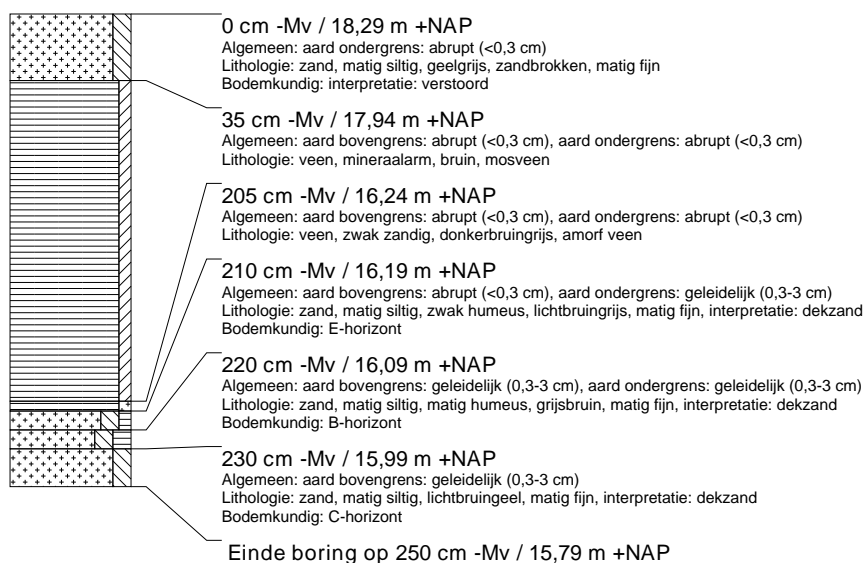 0 cm -Mv / 18,29 m +NAP
Algemeen: aard ondergrens: abrupt (<0,3 cm)
Lithologie: zand, matig siltig, geelgrijs, zandbrokken, matig fijn
Bodemkundig: interpretatie: verstoord
35 cm -Mv / 17,94 m +NAP
Algemeen: aard bovengrens: abrupt (<0,3 cm), aard ondergrens: abrupt (<0,3 cm)
Lithologie: veen, mineraalarm, bruin, mosveen
205 cm -Mv / 16,24 m +NAP
Algemeen: aard bovengrens: abrupt (<0,3 cm), aard ondergrens: abrupt (<0,3 cm)
Lithologie: veen, zwak zandig, donkerbruingrijs, amorf veen
210 cm -Mv / 16,19 m +NAP
Algemeen: aard bovengrens: abrupt (<0,3 cm), aard ondergrens: geleidelijk (0,3-3 cm)
Lithologie: zand, matig siltig, zwak humeus, lichtbruingrijs, matig fijn, interpretatie: dekzand
Bodemkundig: E-horizont
220 cm -Mv / 16,09 m +NAP
Algemeen: aard bovengrens: geleidelijk (0,3-3 cm), aard ondergrens: geleidelijk (0,3-3 cm)
Lithologie: zand, matig siltig, matig humeus, grijsbruin, matig fijn, interpretatie: dekzand
Bodemkundig: B-horizont
230 cm -Mv / 15,99 m +NAP
Algemeen: aard bovengrens: geleidelijk (0,3-3 cm)
Lithologie: zand, matig siltig, lichtbruingeel, matig fijn, interpretatie: dekzand
Bodemkundig: C-horizont
Einde boring op 250 cm -Mv / 15,79 m +NAP